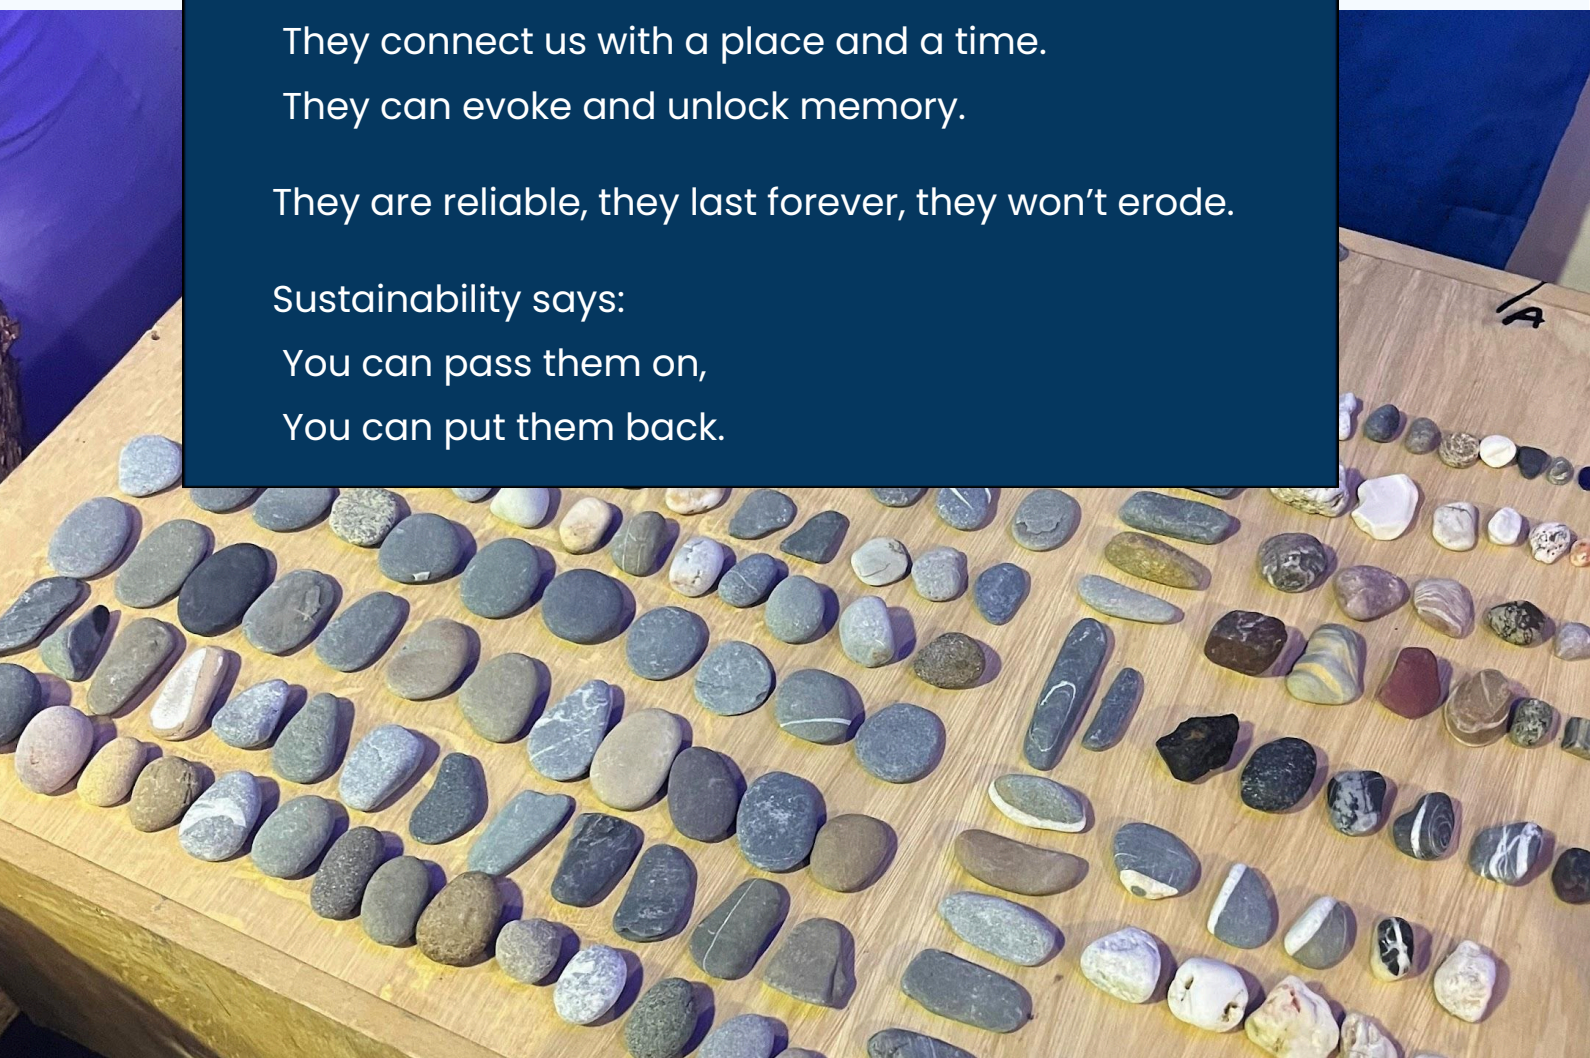 They connect us with a place and a time.
They can evoke and unlock memory.
They are reliable, they last forever, they won’t erode.
Sustainability says:
You can pass them on,
You can put them back.